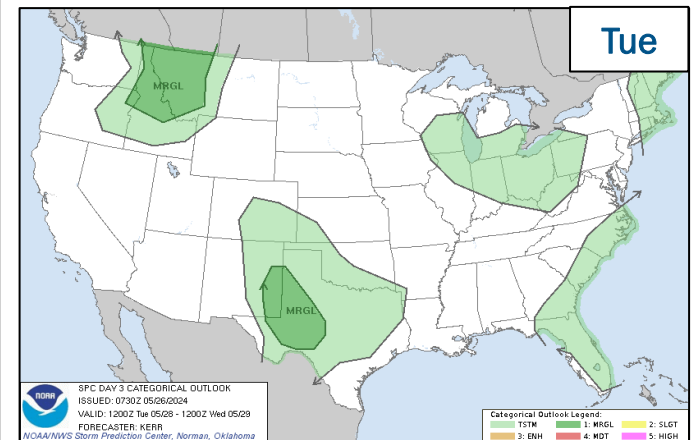 Tue
MRGL
MRGL
NOAA
SPC DAY 3 CATEGORICAL OUTLOOK
ISSUED: 0730Z 05/26/2024
VALID: 1200Z Tue 05/28 - 1200Z Wed 05/29
FORECASTER: KERR
NOAA/NWS Storm Prediction Center, Norman, Oklahoma
Categorical Outlook Legend:
TSTM 1: MRGL 2: SLGT
3: ENH 4: MDT 5: HIGH